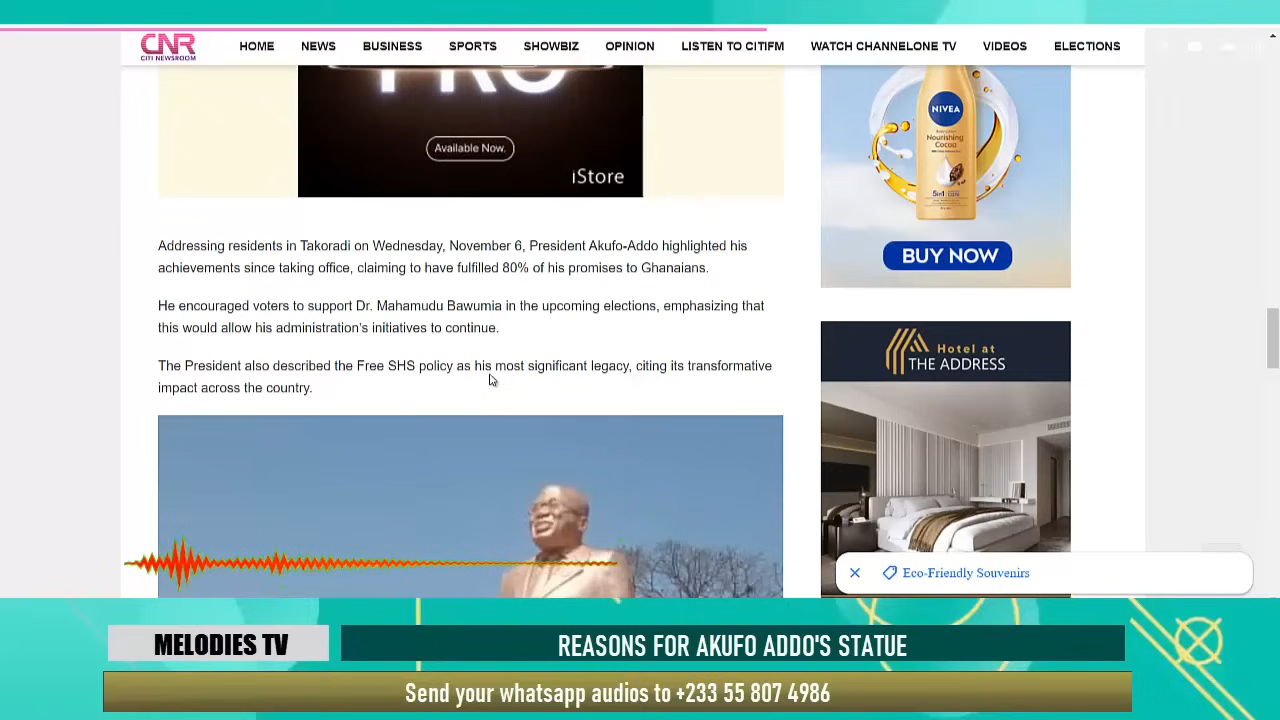 CNR
CITI NEWSROOM
HOME NEWS BUSINESS SPORTS SHOWBIZ OPINION LISTEN TO CITIFM WATCH CHANNELONE TV VIDEOS ELECTIONS
PRO
Available Now.
iStore
NIVEA
Nourishing
Cocoa
5in1
BUY NOW
Addressing residents in Takoradi on Wednesday, November 6, President Akufo-Addo highlighted his
achievements since taking office, claiming to have fulfilled 80% of his promises to Ghanaians.
He encouraged voters to support Dr. Mahamudu Bawumia in the upcoming elections, emphasizing that
this would allow his administration's initiatives to continue.
The President also described the Free SHS policy as his most significant legacy, citing its transformative
impact across the country.
Hotel at
THE ADDRESS
Eco-Friendly Souvenirs
MELODIES TV
REASONS FOR AKUFO ADDO'S STATUE
Send your whatsapp audios to +233 55 807 4986